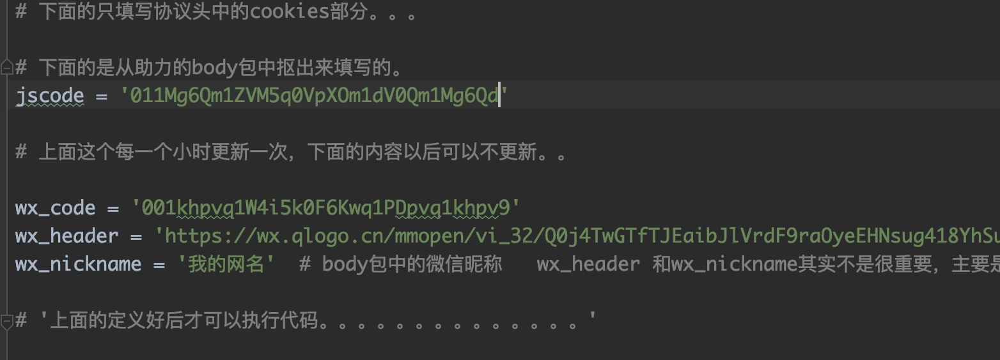 # 下面的只填写协议头中的cookies部分。。。
# 下面的是从助力的body包中抠出来填写的。
jscode = '011Mg6Qm1ZVM5q0VpXOm1dV0Qm1Mg6Qd'
# 上面这个每一个小时更新一次，下面的内容以后可以不更新。。
wx_code = '001khpvq1W4i5k0F6Kwq1PDpvq1khpv9'
wx_header = 'https://wx.qlogo.cn/mmopen/vi_32/Q0j4TwGTfTJEaibJlVrdF9raOyeEHNsug418YhSu
wx_nickname = '我的网名'  # body包中的微信昵称   wx_header 和wx_nickname其实不是很重要，主要是
# '上面的定义好后才可以执行代码。。。。。。。。。。。。。。'